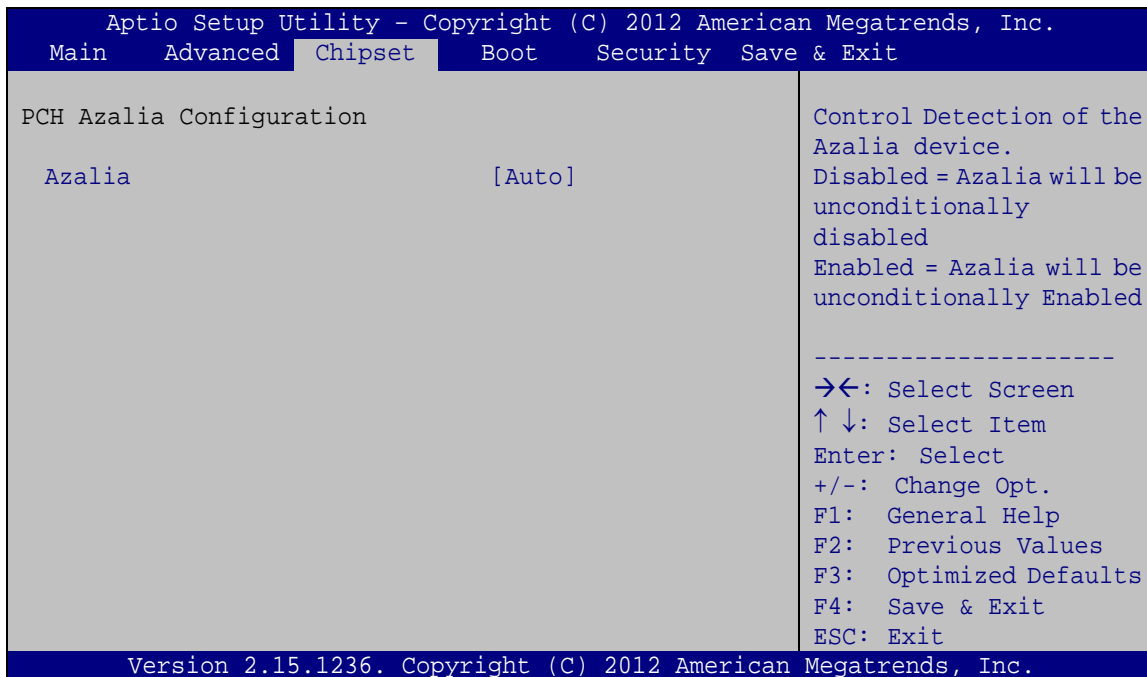 Aptio Setup Utility – Copyright (C) 2012 American Megatrends, Inc.
Main Advanced Chipset Boot Security Save & Exit
PCH Azalia Configuration
Azalia [Auto]
Control Detection of the
Azalia device.
Disabled = Azalia will be
unconditionally
disabled
Enabled = Azalia will be
unconditionally Enabled
----------------------
→←: Select Screen
↑ ↓: Select Item
Enter: Select
+/-: Change Opt.
F1: General Help
F2: Previous Values
F3: Optimized Defaults
F4: Save & Exit
ESC: Exit
Version 2.15.1236. Copyright (C) 2012 American Megatrends, Inc.